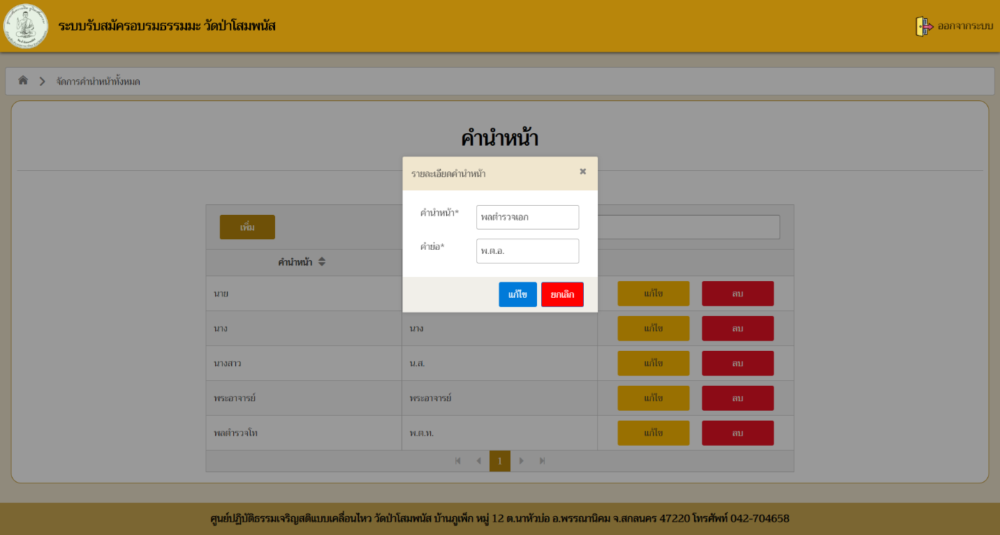 ระบบรับสมัครอบรมธรรมมะ วัดป่าโสมพนัส
ออกจากระบบ
จัดการคำนำหน้าทั้งหมด
คำนำหน้า
รายละเอียดคำนำหน้า
คำนำหน้า* พลตำรวจเอก
คำย่อ* พ.ต.อ.
แก้ไข ยกเลิก
เพิ่ม
คำนำหน้า
นาย แก้ไข ลบ
นาง นาง แก้ไข ลบ
นางสาว น.ส. แก้ไข ลบ
พระอาจารย์ พระอาจารย์ แก้ไข ลบ
พลตำรวจโท พ.ต.ท. แก้ไข ลบ
1
ศูนย์ปฏิบัติธรรมเจริญสติแบบเคลื่อนไหว วัดป่าโสมพนัส บ้านภูเพ็ก หมู่ 12 ต.นาหัวบ่อ อ.พรรณานิคม จ.สกลนคร 47220 โทรศัพท์ 042-704658